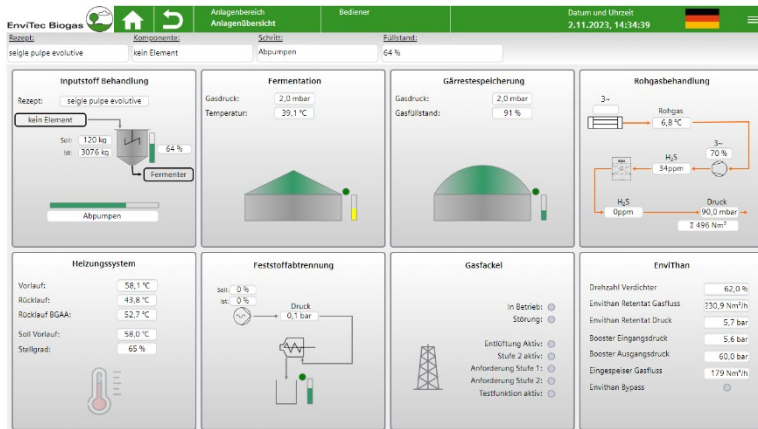 EnviTec Biogas
Anlagenbereich
Anlagenübersicht
Bediener
Datum und Uhrzeit
2.11.2023, 14:34:39
Rezept:
Komponente:
Schritt:
Füllstand:
seigle pulpe evolutive
kein Element
Abpumpen
64 %
Inputstoff Behandlung
Rezept: seigle pulpe evolutive
kein Element
Soll: 120 kg
Ist: 3076 kg
64 %
Fermenter
Abpumpen
Fermentation
Gasdruck: 2,0 mbar
Temperatur: 39,1 °C
Gärrestespeicherung
Gasdruck: 2,0 mbar
Gasfüllstand: 91 %
Rohgasbehandlung
3~
Rohgas
6,8 °C
3~
70 %
H₂S
34ppm
H₂S
0ppm
Druck
90,0 mbar
Σ 496 Nm³
Heizungssystem
Vorlauf: 58,1 °C
Rücklauf: 43,8 °C
Rücklauf BGAA: 52,7 °C
Soll Vorlauf: 58,0 °C
Stellgrad: 65 %
Feststoffabtrennung
Soll: 0 %
Ist: 0 %
Druck
0,1 bar
Gasfackel
In Betrieb:
Störung:
Entlüftung Aktiv:
Stufe 2 aktiv:
Anforderung Stufe 1:
Anforderung Stufe 2:
Testfunktion aktiv:
EnviThan
Drehzahl Verdichter 62,0 %
Envithan Retentat Gasfluss 230,9 Nm³/h
Envithan Retentat Druck 5,7 bar
Booster Eingangsdruck 5,6 bar
Booster Ausgangsdruck 60,0 bar
Eingespeiser Gasfluss 179 Nm³/h
Envithan Bypass